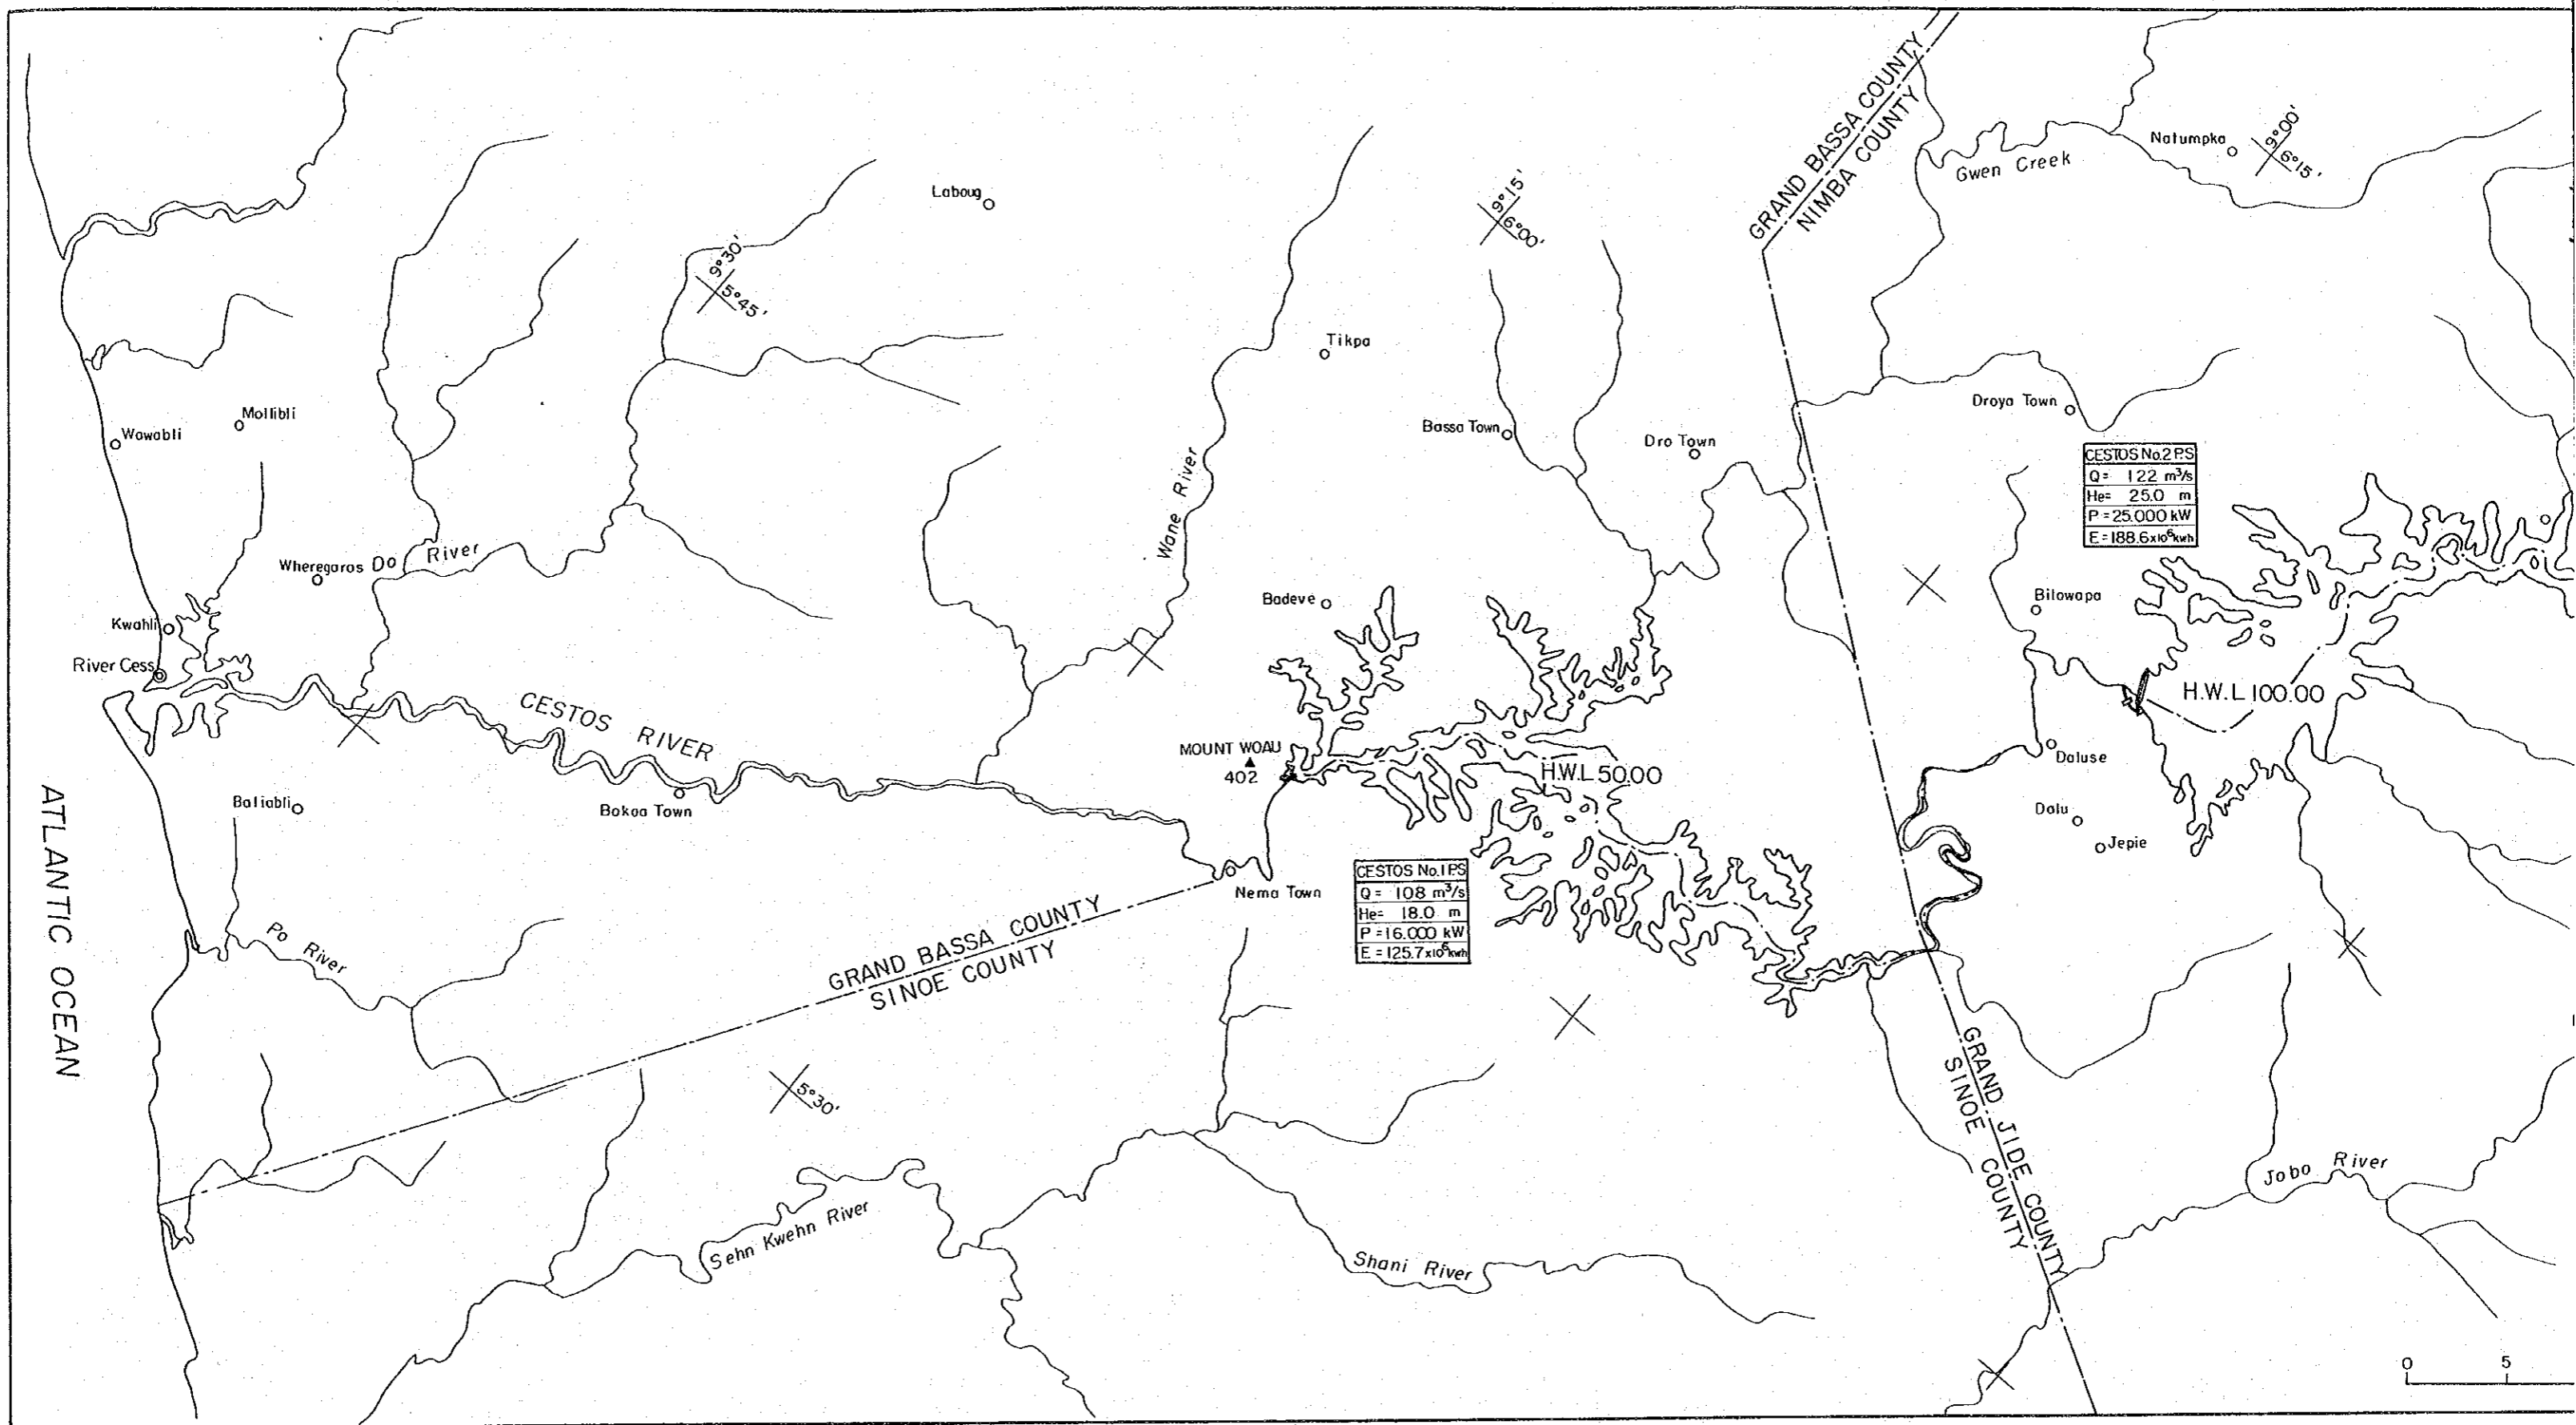 GRAND BASSA COUNTY
NIMBA COUNTY
Natumpka
9°00'
6°15'
Gwen Creek
Laboug
9°15'
6°00'
9°30'
5°45'
Tikpa
Mollibli
Wawabli
Bassa Town
Dro Town
Droya Town
CESTOS No.2 P.S
Q = 122 m³/s
He= 25.0 m
P = 25.000 kW
E = 188.6x10⁶kwh
Wane River
Wheregaros
Do River
Badeve
Bilowapa
Kwahli
River Cess
CESTOS RIVER
H.W.L 100.00
MOUNT WOAU
402
H.W.L 50.00
Daluse
Baliabli
Bokoa Town
Dalu
Jepie
ATLANTIC OCEAN
Nema Town
CESTOS No.1 P.S
Q = 108 m³/s
He= 18.0 m
P = 16.000 kW
E = 125.7x10⁶kwh
Po River
GRAND BASSA COUNTY
SINOE COUNTY
5°30'
GRAND JIDE COUNTY
SINOE COUNTY
Jobo River
Sehn Kwehn River
Shani River
0 5